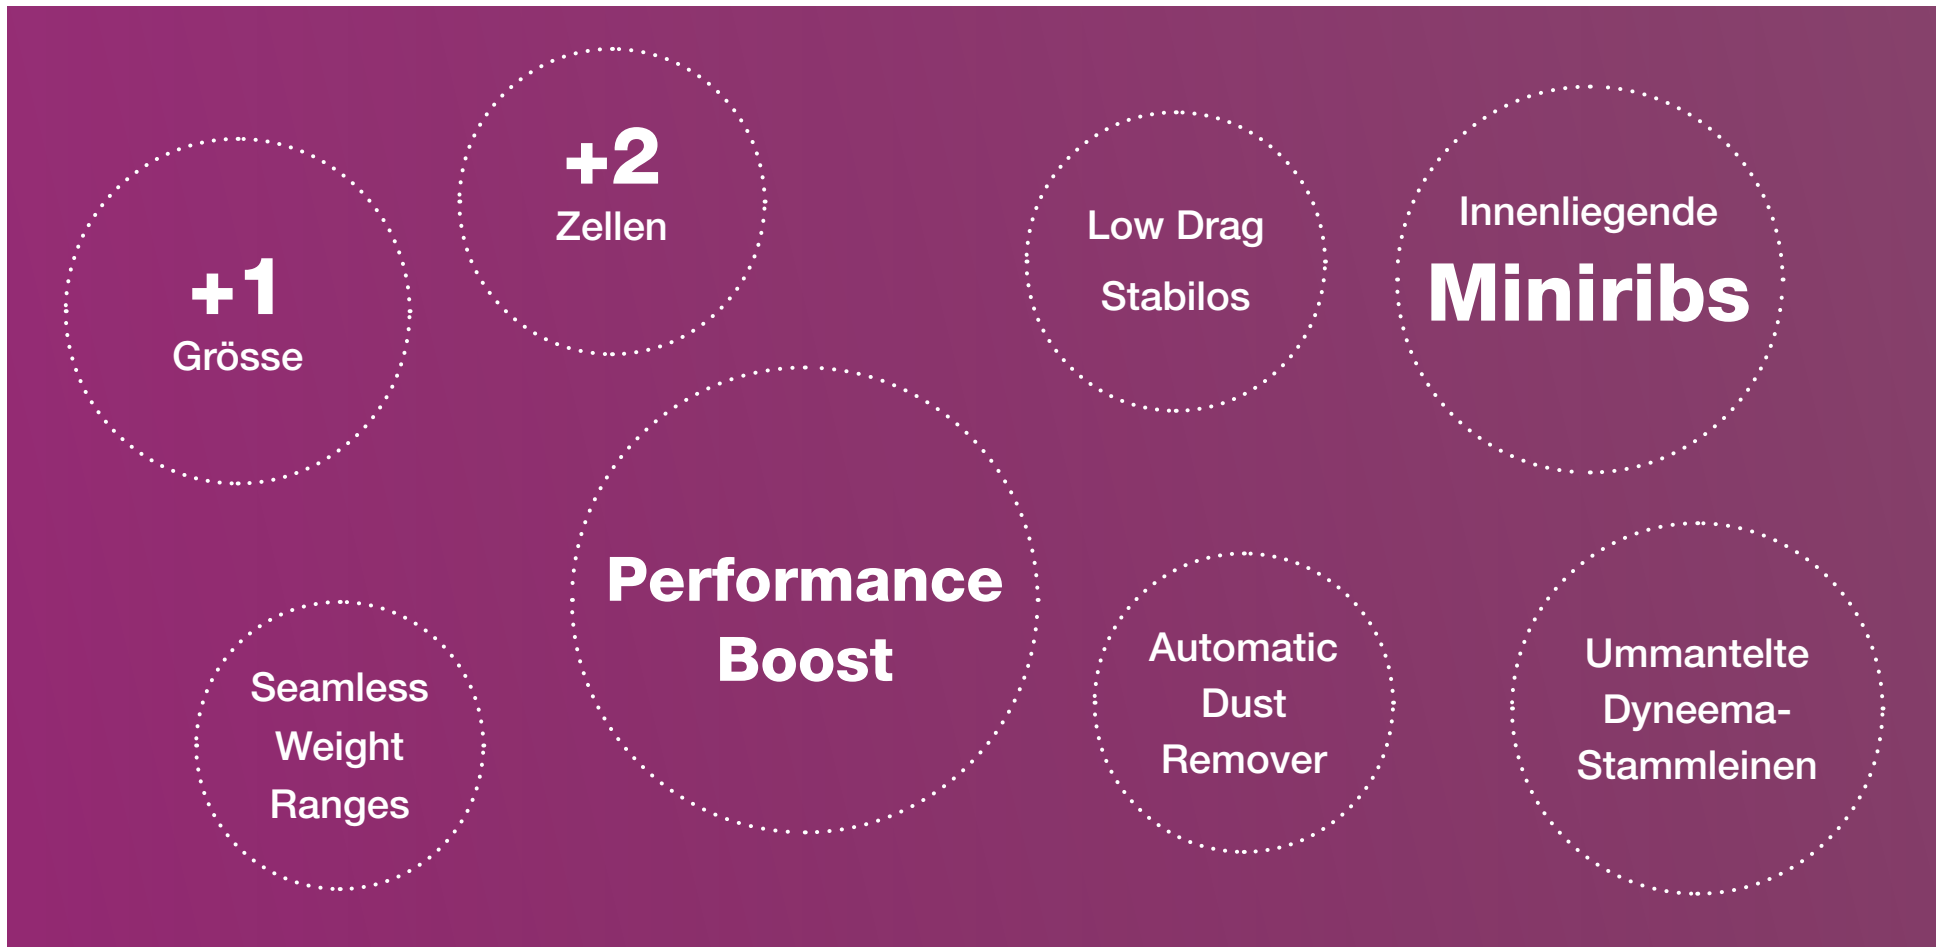 +1
Grösse
+2
Zellen
Low Drag
Stabilos
Innenliegende
Miniribs
Seamless
Weight
Ranges
Performance
Boost
Automatic
Dust
Remover
Ummantelte
Dyneema-
Stammleinen